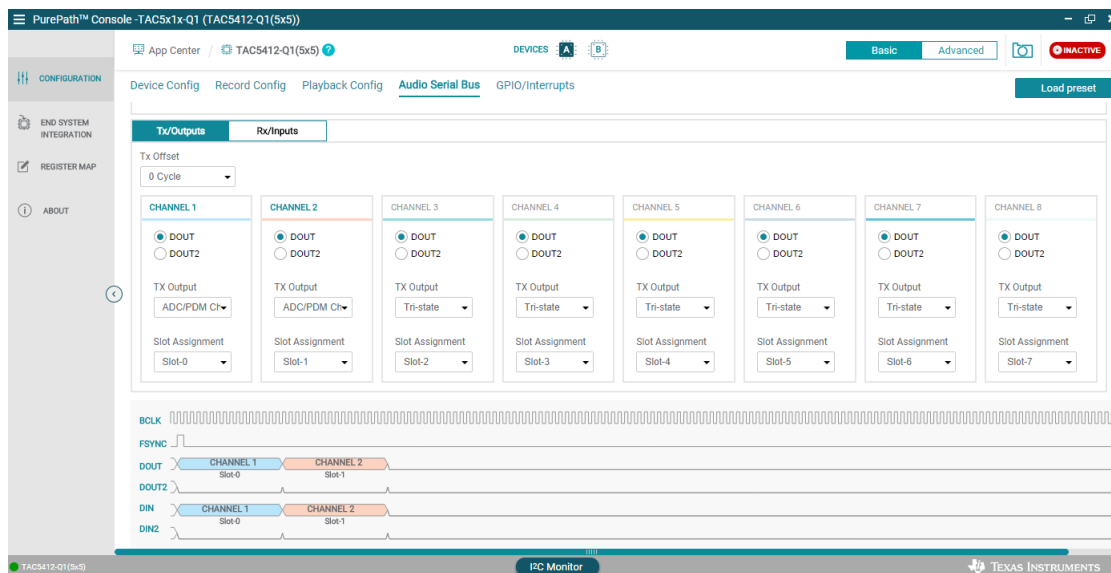 PurePath™ Console -TAC5x1x-Q1 (TAC5412-Q1(5x5))
App Center / TAC5412-Q1(5x5) ?
DEVICES A B
Basic Advanced
INACTIVE
CONFIGURATION
END SYSTEM
INTEGRATION
REGISTER MAP
ABOUT
Device Config Record Config Playback Config Audio Serial Bus GPIO/Interrupts
Load preset
Tx/Outputs Rx/Inputs
Tx Offset
0 Cycle
CHANNEL 1 CHANNEL 2 CHANNEL 3 CHANNEL 4 CHANNEL 5 CHANNEL 6 CHANNEL 7 CHANNEL 8
DOUT DOUT DOUT DOUT DOUT DOUT DOUT DOUT
DOUT2 DOUT2 DOUT2 DOUT2 DOUT2 DOUT2 DOUT2 DOUT2
TX Output TX Output TX Output TX Output TX Output TX Output TX Output TX Output
ADC/PDM Ch ADC/PDM Ch Tri-state Tri-state Tri-state Tri-state Tri-state Tri-state
Slot Assignment Slot Assignment Slot Assignment Slot Assignment Slot Assignment Slot Assignment Slot Assignment Slot Assignment
Slot-0 Slot-1 Slot-2 Slot-3 Slot-4 Slot-5 Slot-6 Slot-7
BCLK
FSYNC
DOUT CHANNEL 1 CHANNEL 2
Slot-0 Slot-1
DOUT2
DIN CHANNEL 1 CHANNEL 2
Slot-0 Slot-1
DIN2
TAC5412-Q1(5x5)
I²C Monitor
TEXAS INSTRUMENTS